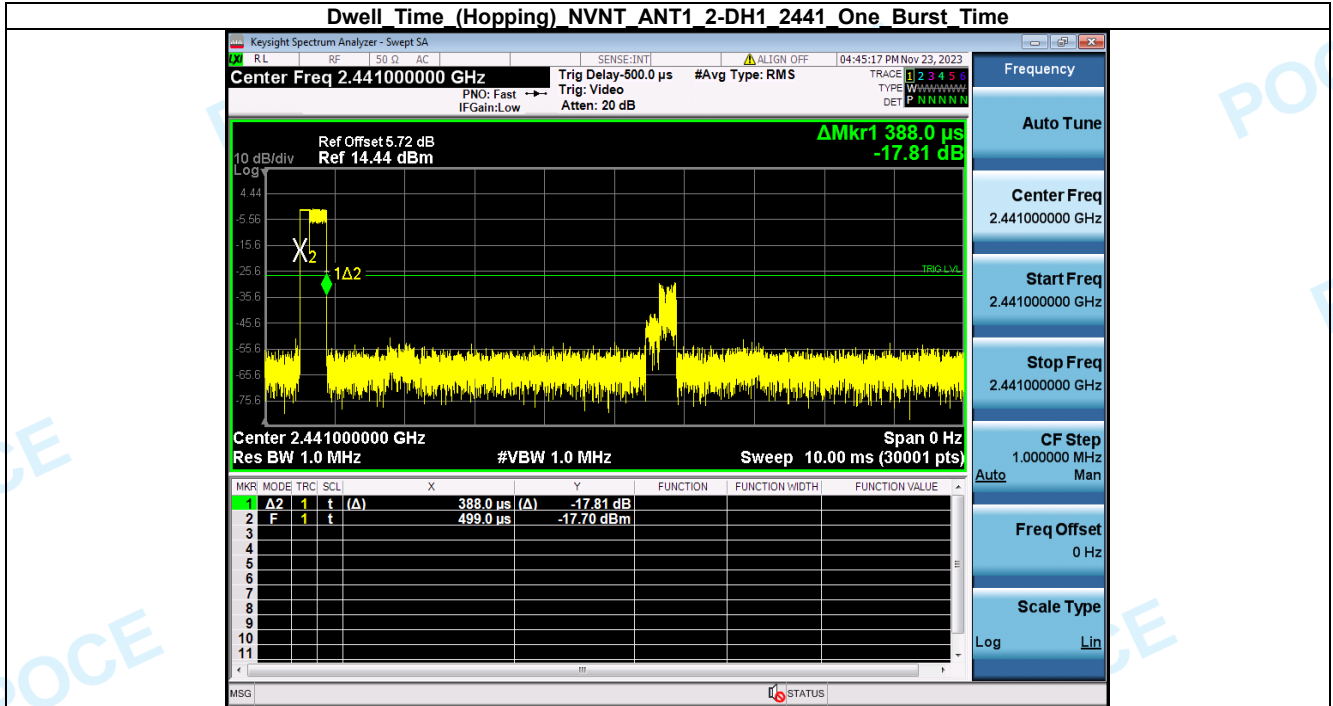 Dwell_Time_(Hopping)_NVNT_ANT1_2-DH1_2441_One_Burst_Time
Keysight Spectrum Analyzer - Swept SA
LXI RL RF 50 Ω AC SENSE:INT ALIGN OFF 04:45:17 PM Nov 23, 2023
Center Freq 2.441000000 GHz Trig Delay-500.0 µs #Avg Type: RMS TRACE 1 2 3 4 5 6
PNO: Fast Trig: Video TYPE WWWWWW
IFGain:Low Atten: 20 dB DET P N N N N N
ΔMkr1 388.0 µs
-17.81 dB
Ref Offset 5.72 dB
10 dB/div Ref 14.44 dBm
Log
4.44
-5.56
-15.6
-25.6
-35.6
-45.6
-55.6
-65.6
-75.6
X2
1Δ2
TRIG LVL
Center 2.441000000 GHz Span 0 Hz
Res BW 1.0 MHz #VBW 1.0 MHz Sweep 10.00 ms (30001 pts)
MKR MODE TRC SCL X Y FUNCTION FUNCTION WIDTH FUNCTION VALUE
1 Δ2 1 t (Δ) 388.0 µs (Δ) -17.81 dB
2 F 1 t 499.0 µs -17.70 dBm
3
4
5
6
7
8
9
10
11
MSG STATUS
Frequency
Auto Tune
Center Freq
2.441000000 GHz
Start Freq
2.441000000 GHz
Stop Freq
2.441000000 GHz
CF Step
1.000000 MHz
Auto Man
Freq Offset
0 Hz
Scale Type
Log Lin
POCE
POCE